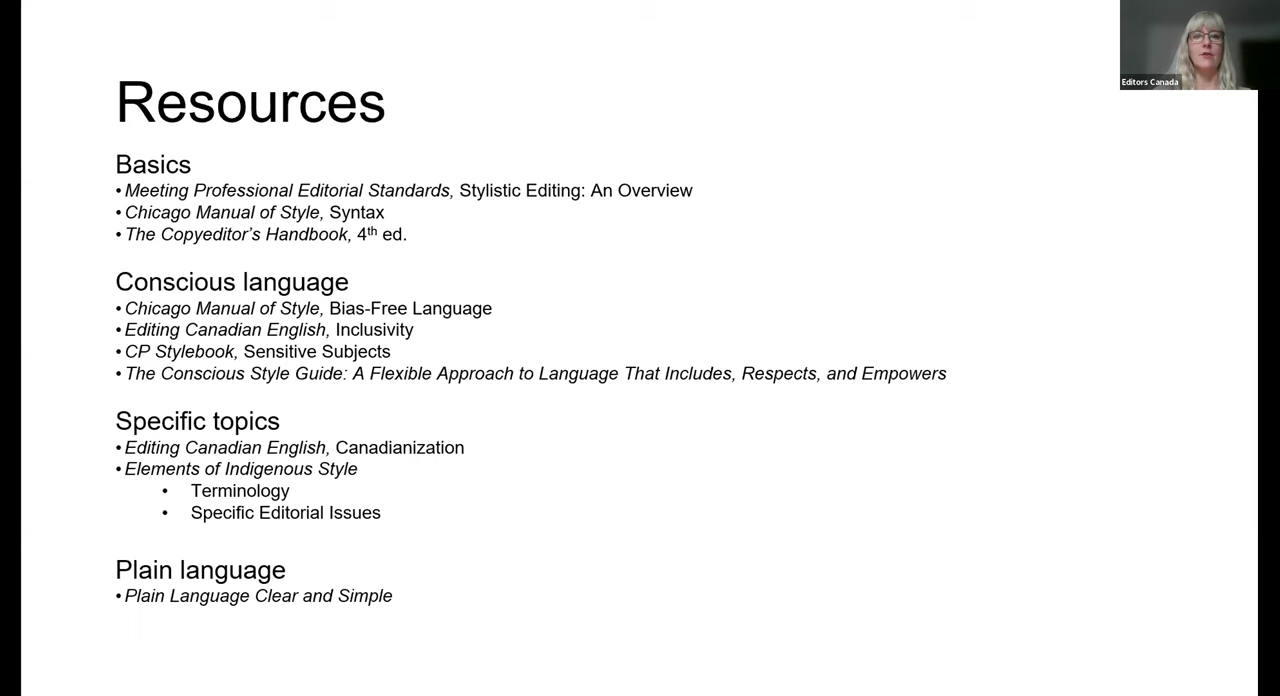 Editors Canada
Resources
Basics
• Meeting Professional Editorial Standards, Stylistic Editing: An Overview
• Chicago Manual of Style, Syntax
• The Copyeditor’s Handbook, 4th ed.
Conscious language
• Chicago Manual of Style, Bias-Free Language
• Editing Canadian English, Inclusivity
• CP Stylebook, Sensitive Subjects
• The Conscious Style Guide: A Flexible Approach to Language That Includes, Respects, and Empowers
Specific topics
• Editing Canadian English, Canadianization
• Elements of Indigenous Style
• Terminology
• Specific Editorial Issues
Plain language
• Plain Language Clear and Simple